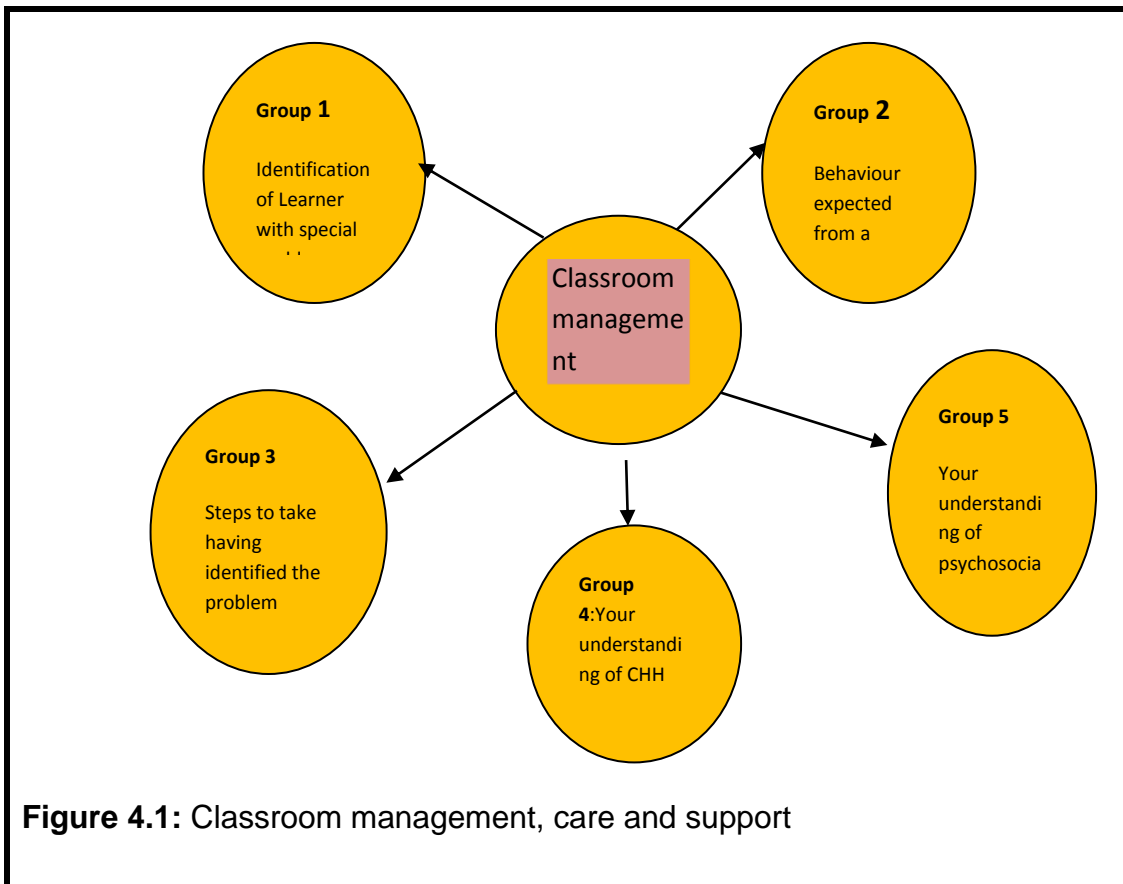 Group 1
Identification
of Learner
with special
Group 2
Behaviour
expected
from a
Classroom
manageme
nt
Group 3
Steps to take
having
identified the
problem
Group
4:Your
understandi
ng of CHH
Group 5
Your
understandi
ng of
psychosocia
Figure 4.1: Classroom management, care and support